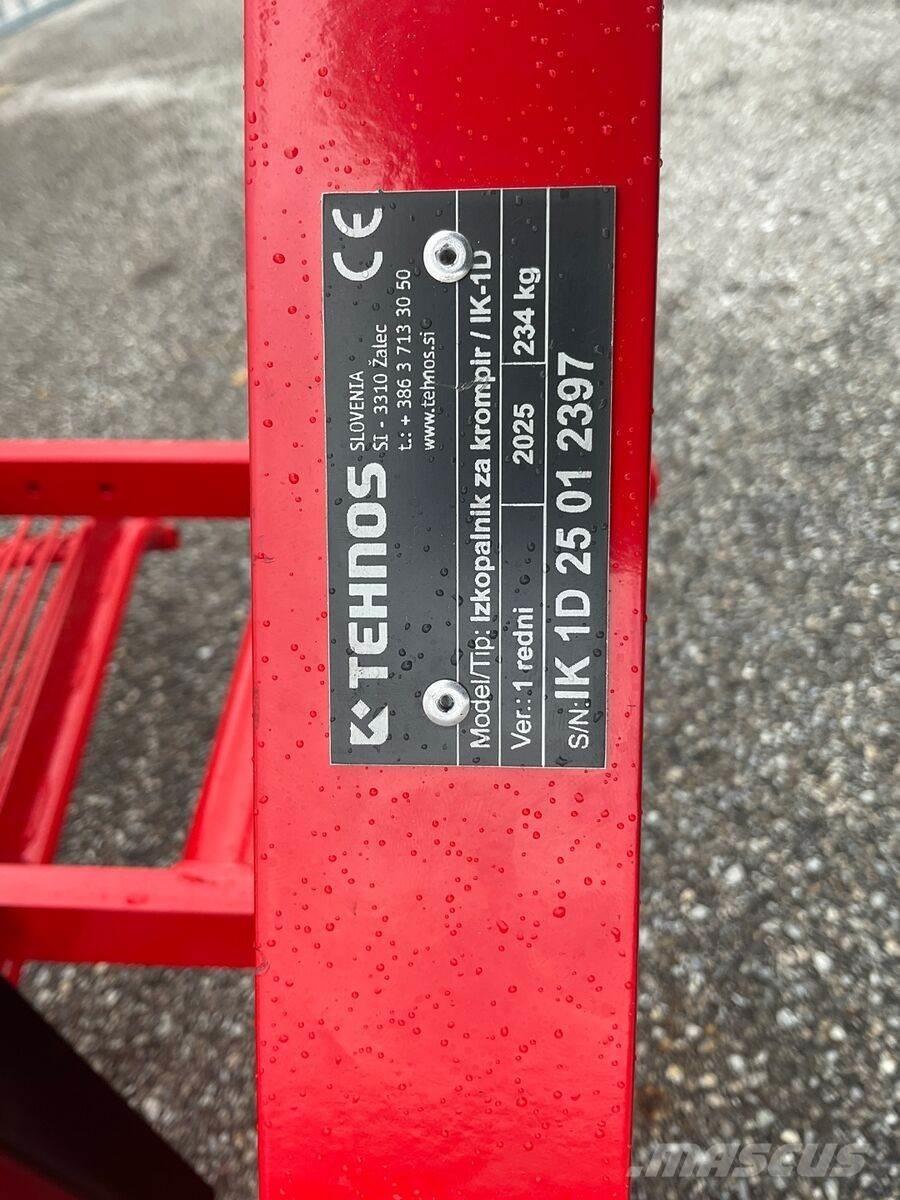 TEHNOS
SLOVENIA
SI - 3310 Žalec
t.: + 386 3 713 30 50
www.tehnos.si
CE
Model/Tip: Izkopalnik za krompir / IK-1D
Ver.: 1 redni 2025 234 kg
S/N: IK 1D 25 01 2397
MASCUS